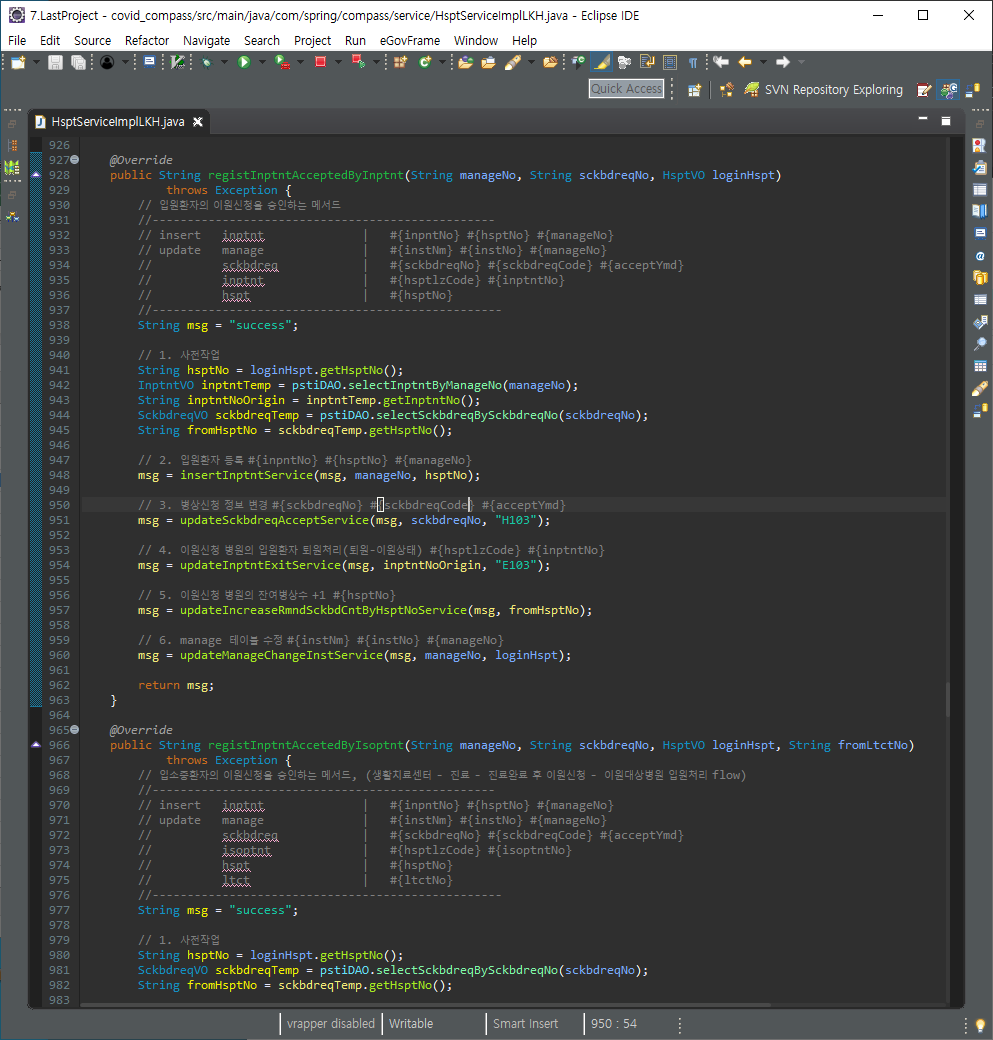 7.LastProject - covid_compass/src/main/java/com/spring/compass/service/HsptServiceImplLKH.java - Eclipse IDE
File Edit Source Refactor Navigate Search Project Run eGovFrame Window Help
Quick Access SVN Repository Exploring
HsptServiceImplLKH.java
926
927 @Override
928 public String registInptntAcceptedByInptnt(String manageNo, String sckbdreqNo, HsptVO loginHspt)
929 throws Exception {
930 // 입원환자의 이원신청을 승인하는 메서드
931 //-------------------------------------------------
932 // insert inptnt | #{inpntNo} #{hsptNo} #{manageNo}
933 // update manage | #{instNm} #{instNo} #{manageNo}
934 // sckbdreq | #{sckbdreqNo} #{sckbdreqCode} #{acceptYmd}
935 // inptnt | #{hsptlzCode} #{inptntNo}
936 // hspt | #{hsptNo}
937 //--------------------------------------------------
938 String msg = "success";
939
940 // 1. 사전작업
941 String hsptNo = loginHspt.getHsptNo();
942 InptntVO inptntTemp = pstiDAO.selectInptntByManageNo(manageNo);
943 String inptntNoOrigin = inptntTemp.getInptntNo();
944 SckbdreqVO sckbdreqTemp = pstiDAO.selectSckbdreqBySckbdreqNo(sckbdreqNo);
945 String fromHsptNo = sckbdreqTemp.getHsptNo();
946
947 // 2. 입원환자 등록 #{inpntNo} #{hsptNo} #{manageNo}
948 msg = insertInptntService(msg, manageNo, hsptNo);
949
950 // 3. 병상신청 정보 변경 #{sckbdreqNo} #{sckbdreqCode} #{acceptYmd}
951 msg = updateSckbdreqAcceptService(msg, sckbdreqNo, "H103");
952
953 // 4. 이원신청 병원의 입원환자 퇴원처리(퇴원-이원상태) #{hsptlzCode} #{inptntNo}
954 msg = updateInptntExitService(msg, inptntNoOrigin, "E103");
955
956 // 5. 이원신청 병원의 잔여병상수 +1 #{hsptNo}
957 msg = updateIncreaseRmndSckbdCntByHsptNoService(msg, fromHsptNo);
958
959 // 6. manage 테이블 수정 #{instNm} #{instNo} #{manageNo}
960 msg = updateManageChangeInstService(msg, manageNo, loginHspt);
961
962 return msg;
963 }
964
965 @Override
966 public String registInptntAccetedByIsoptnt(String manageNo, String sckbdreqNo, HsptVO loginHspt, String fromLtctNo)
967 throws Exception {
968 // 입소중환자의 이원신청을 승인하는 메서드, (생활치료센터 - 진료 - 진료완료 후 이원신청 - 이원대상병원 입원처리 flow)
969 //-------------------------------------------------
970 // insert inptnt | #{inpntNo} #{hsptNo} #{manageNo}
971 // update manage | #{instNm} #{instNo} #{manageNo}
972 // sckbdreq | #{sckbdreqNo} #{sckbdreqCode} #{acceptYmd}
973 // isoptnt | #{hsptlzCode} #{isoptntNo}
974 // hspt | #{hsptNo}
975 // ltct | #{ltctNo}
976 //--------------------------------------------------
977 String msg = "success";
978
979 // 1. 사전작업
980 String hsptNo = loginHspt.getHsptNo();
981 SckbdreqVO sckbdreqTemp = pstiDAO.selectSckbdreqBySckbdreqNo(sckbdreqNo);
982 String fromHsptNo = sckbdreqTemp.getHsptNo();
983
vrapper disabled Writable Smart Insert 950 : 54